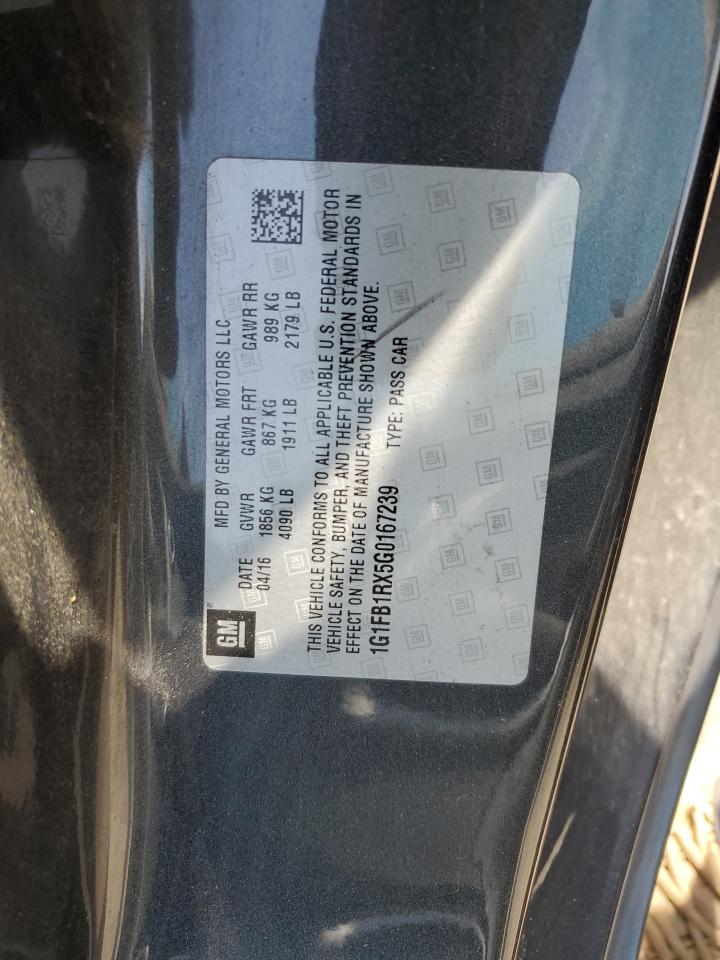 GM
MFD BY GENERAL MOTORS LLC
DATE GVWR GAWR FRT GAWR RR
04/16 1856 KG 867 KG 989 KG
4090 LB 1911 LB 2179 LB
THIS VEHICLE CONFORMS TO ALL APPLICABLE U.S. FEDERAL MOTOR
VEHICLE SAFETY, BUMPER, AND THEFT PREVENTION STANDARDS IN
EFFECT ON THE DATE OF MANUFACTURE SHOWN ABOVE.
1G1FB1RX5G0167239 TYPE: PASS CAR